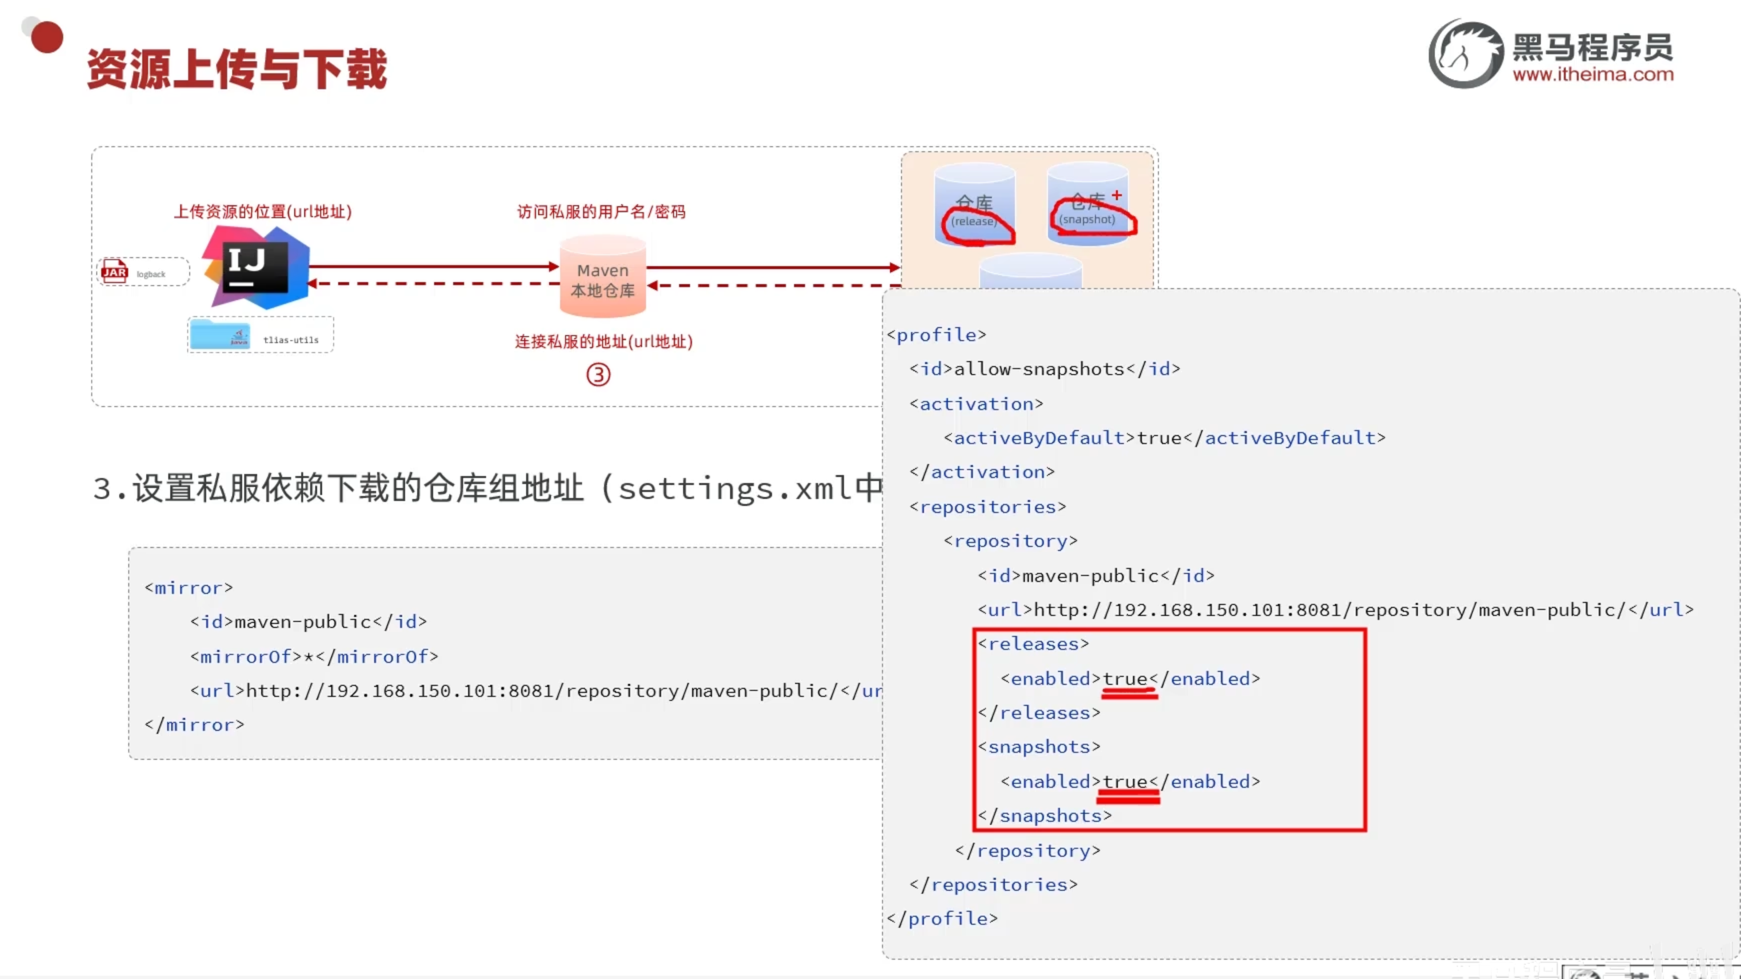 资源上传与下载
黑马程序员
www.itheima.com
上传资源的位置(url地址)
访问私服的用户名/密码
仓库
(release)
仓库
(snapshot)
JAR
logback
IJ
Maven
本地仓库
tlias-utils
连接私服的地址(url地址)
③
3.设置私服依赖下载的仓库组地址（settings.xml中
<mirror>
<id>maven-public</id>
<mirrorOf>*</mirrorOf>
<url>http://192.168.150.101:8081/repository/maven-public/</ur
</mirror>
<profile>
<id>allow-snapshots</id>
<activation>
<activeByDefault>true</activeByDefault>
</activation>
<repositories>
<repository>
<id>maven-public</id>
<url>http://192.168.150.101:8081/repository/maven-public/</url>
<releases>
<enabled>true</enabled>
</releases>
<snapshots>
<enabled>true</enabled>
</snapshots>
</repository>
</repositories>
</profile>